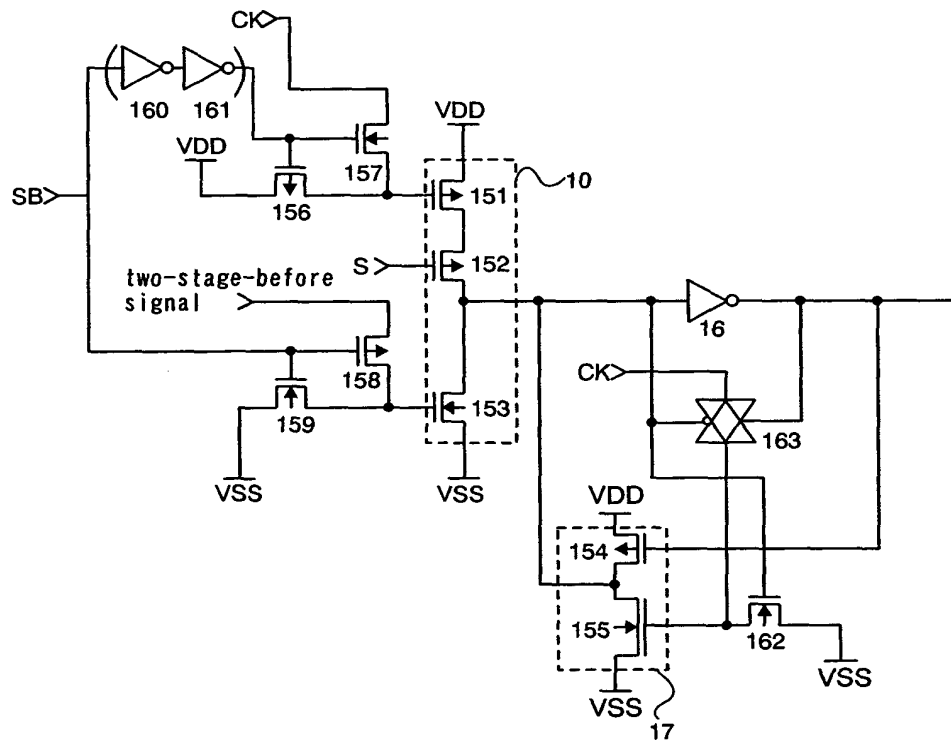 CK
160
161
VDD
157
VDD
10
SB
156
151
S
152
two-stage-before
signal
16
158
CK
153
163
159
VSS
VSS
VDD
154
155
162
VSS
VSS
17